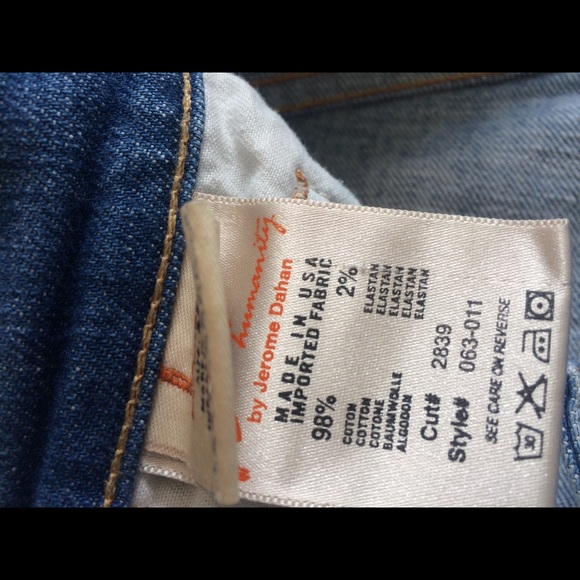 humanity
by Jerome Dahan
MADE IN USA
IMPORTED FABRIC
98% 2%
COTON ELASTAN
COTTON ELASTAN
COTONE ELASTAN
BAUMWOLLE ELASTAN
ALGODON ELASTAN
Cut# 2839
Style# 063-011
SEE CARE ON REVERSE
30